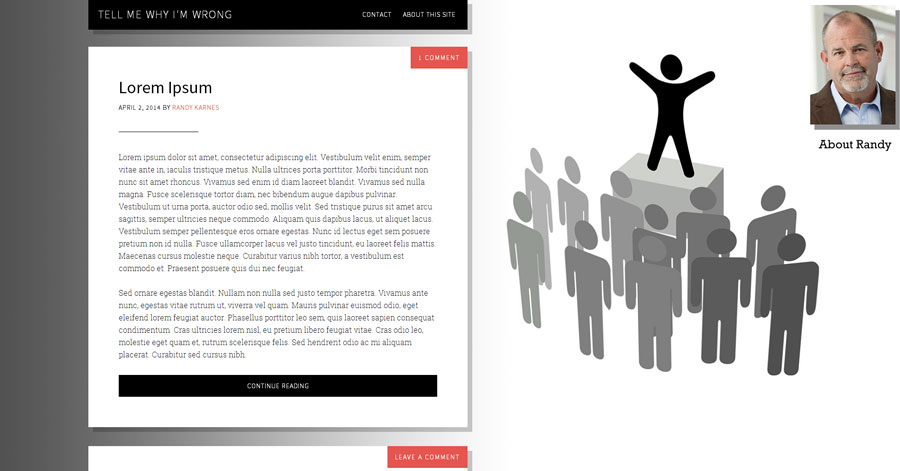 TELL ME WHY I'M WRONG
CONTACT
ABOUT THIS SITE
1 COMMENT
Lorem Ipsum
APRIL 2, 2014 BY RANDY KARNES
Lorem ipsum dolor sit amet, consectetur adipiscing elit. Vestibulum velit enim, semper
vitae ante in, iaculis tristique metus. Nulla ultrices porta porttitor. Morbi tincidunt non
nunc sit amet rhoncus. Vivamus sed enim id diam laoreet blandit. Vivamus sed nulla
magna. Fusce scelerisque tortor diam, nec bibendum augue dapibus pulvinar.
Vestibulum ut urna porta, auctor odio sed, mollis velit. Sed tristique purus sit amet arcu
sagittis, semper ultricies neque commodo. Aliquam quis dapibus lacus, ut aliquet lacus.
Vestibulum semper pellentesque eros ornare egestas. Nunc id lectus eget sem posuere
pretium non id nulla. Fusce ullamcorper lacus vel justo tincidunt, eu laoreet felis mattis.
Maecenas cursus molestie neque. Curabitur varius nibh tortor, a vestibulum est
commodo et. Praesent posuere quis dui nec feugiat.
Sed ornare egestas blandit. Nullam non nulla sed justo tempor pharetra. Vivamus ante
nunc, egestas vitae rutrum ut, viverra vel quam. Mauris pulvinar euismod odio, eget
eleifend lorem feugiat auctor. Phasellus porttitor leo sem, quis laoreet sapien consequat
condimentum. Cras ultricies lorem nisl, eu pretium libero feugiat vitae. Cras odio leo,
molestie eget quam et, rutrum scelerisque felis. Sed hendrerit odio ac mi aliquam
placerat. Curabitur sed cursus nibh.
CONTINUE READING
LEAVE A COMMENT
About Randy